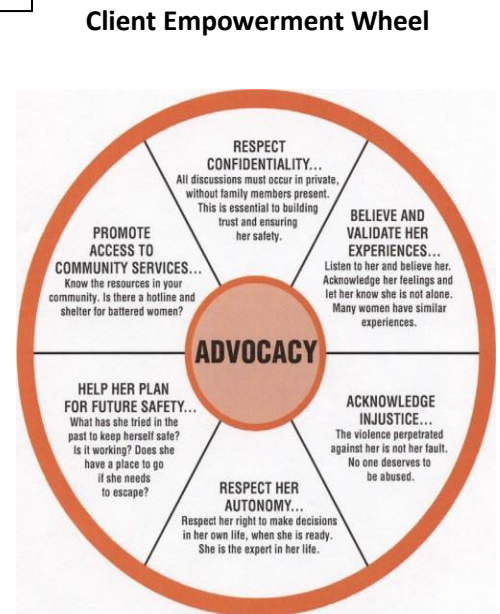 Client Empowerment Wheel
RESPECT
CONFIDENTIALITY...
All discussions must occur in private,
without family members present.
This is essential to building
trust and ensuring
her safety.
BELIEVE AND
VALIDATE HER
EXPERIENCES...
Listen to her and believe her.
Acknowledge her feelings and
let her know she is not alone.
Many women have similar
experiences.
ACKNOWLEDGE
INJUSTICE...
The violence perpetrated
against her is not her fault.
No one deserves to
be abused.
RESPECT HER
AUTONOMY...
Respect her right to make decisions
in her own life, when she is ready.
She is the expert in her life.
HELP HER PLAN
FOR FUTURE SAFETY...
What has she tried in the
past to keep herself safe?
Is it working? Does she
have a place to go
if she needs
to escape?
PROMOTE
ACCESS TO
COMMUNITY SERVICES...
Know the resources in your
community. Is there a hotline and
shelter for battered women?
ADVOCACY